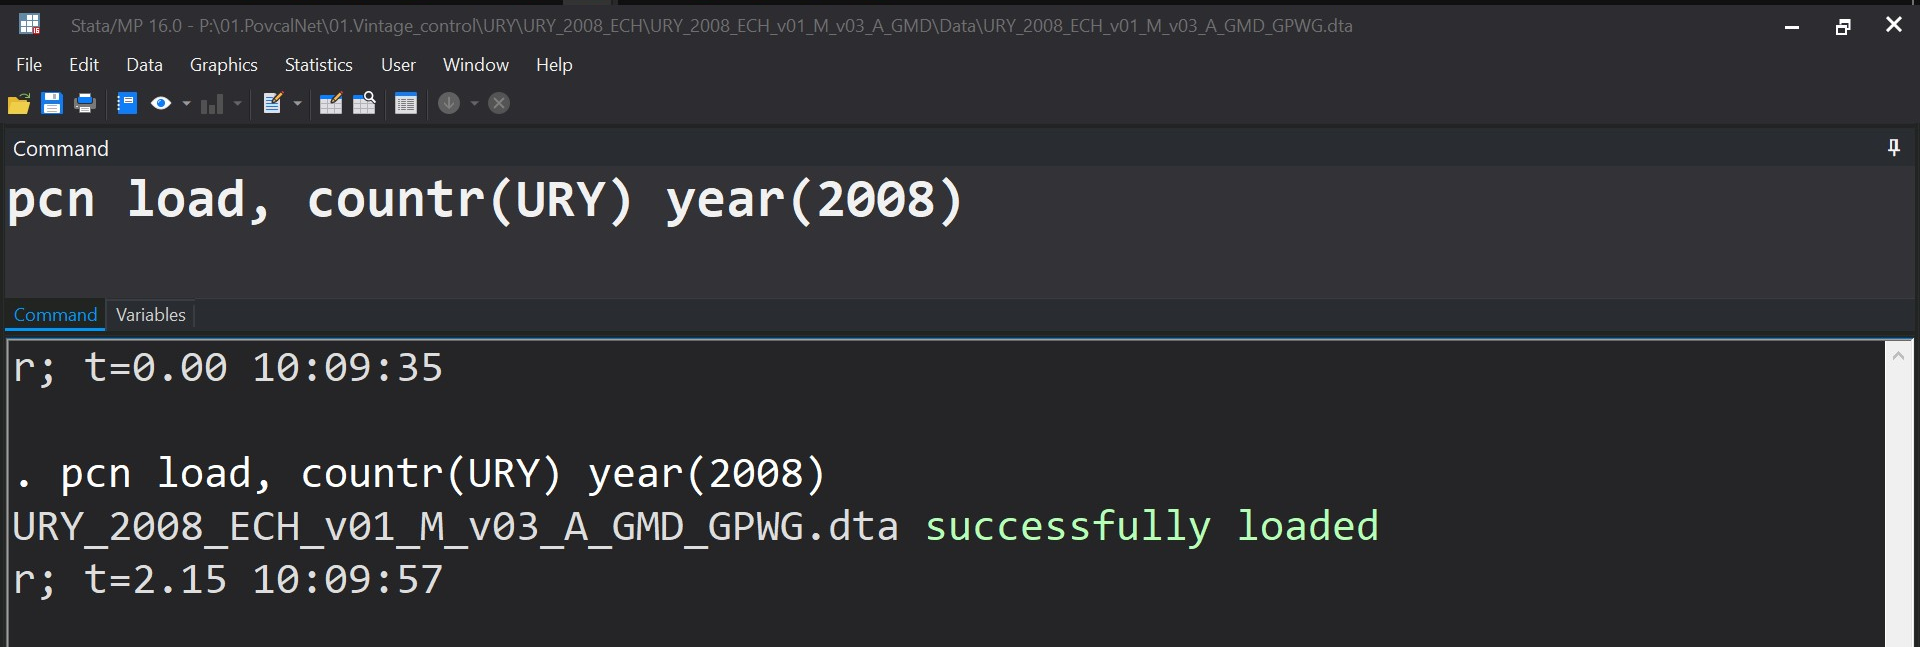 Stata/MP 16.0 - P:\01.PovcalNet\01.Vintage_control\URY\URY_2008_ECH\URY_2008_ECH_v01_M_v03_A_GMD\Data\URY_2008_ECH_v01_M_v03_A_GMD_GPWG.dta
File Edit Data Graphics Statistics User Window Help
Command
pcn load, countr(URY) year(2008)
Command Variables
r; t=0.00 10:09:35
. pcn load, countr(URY) year(2008)
URY_2008_ECH_v01_M_v03_A_GMD_GPWG.dta successfully loaded
r; t=2.15 10:09:57